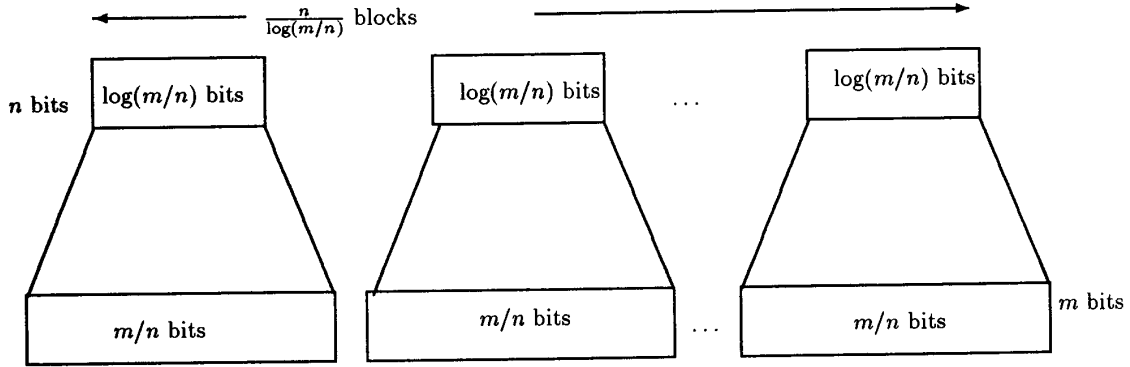 n/log(m/n) blocks
n bits
log(m/n) bits
log(m/n) bits
...
log(m/n) bits
m/n bits
m/n bits
...
m/n bits
m bits